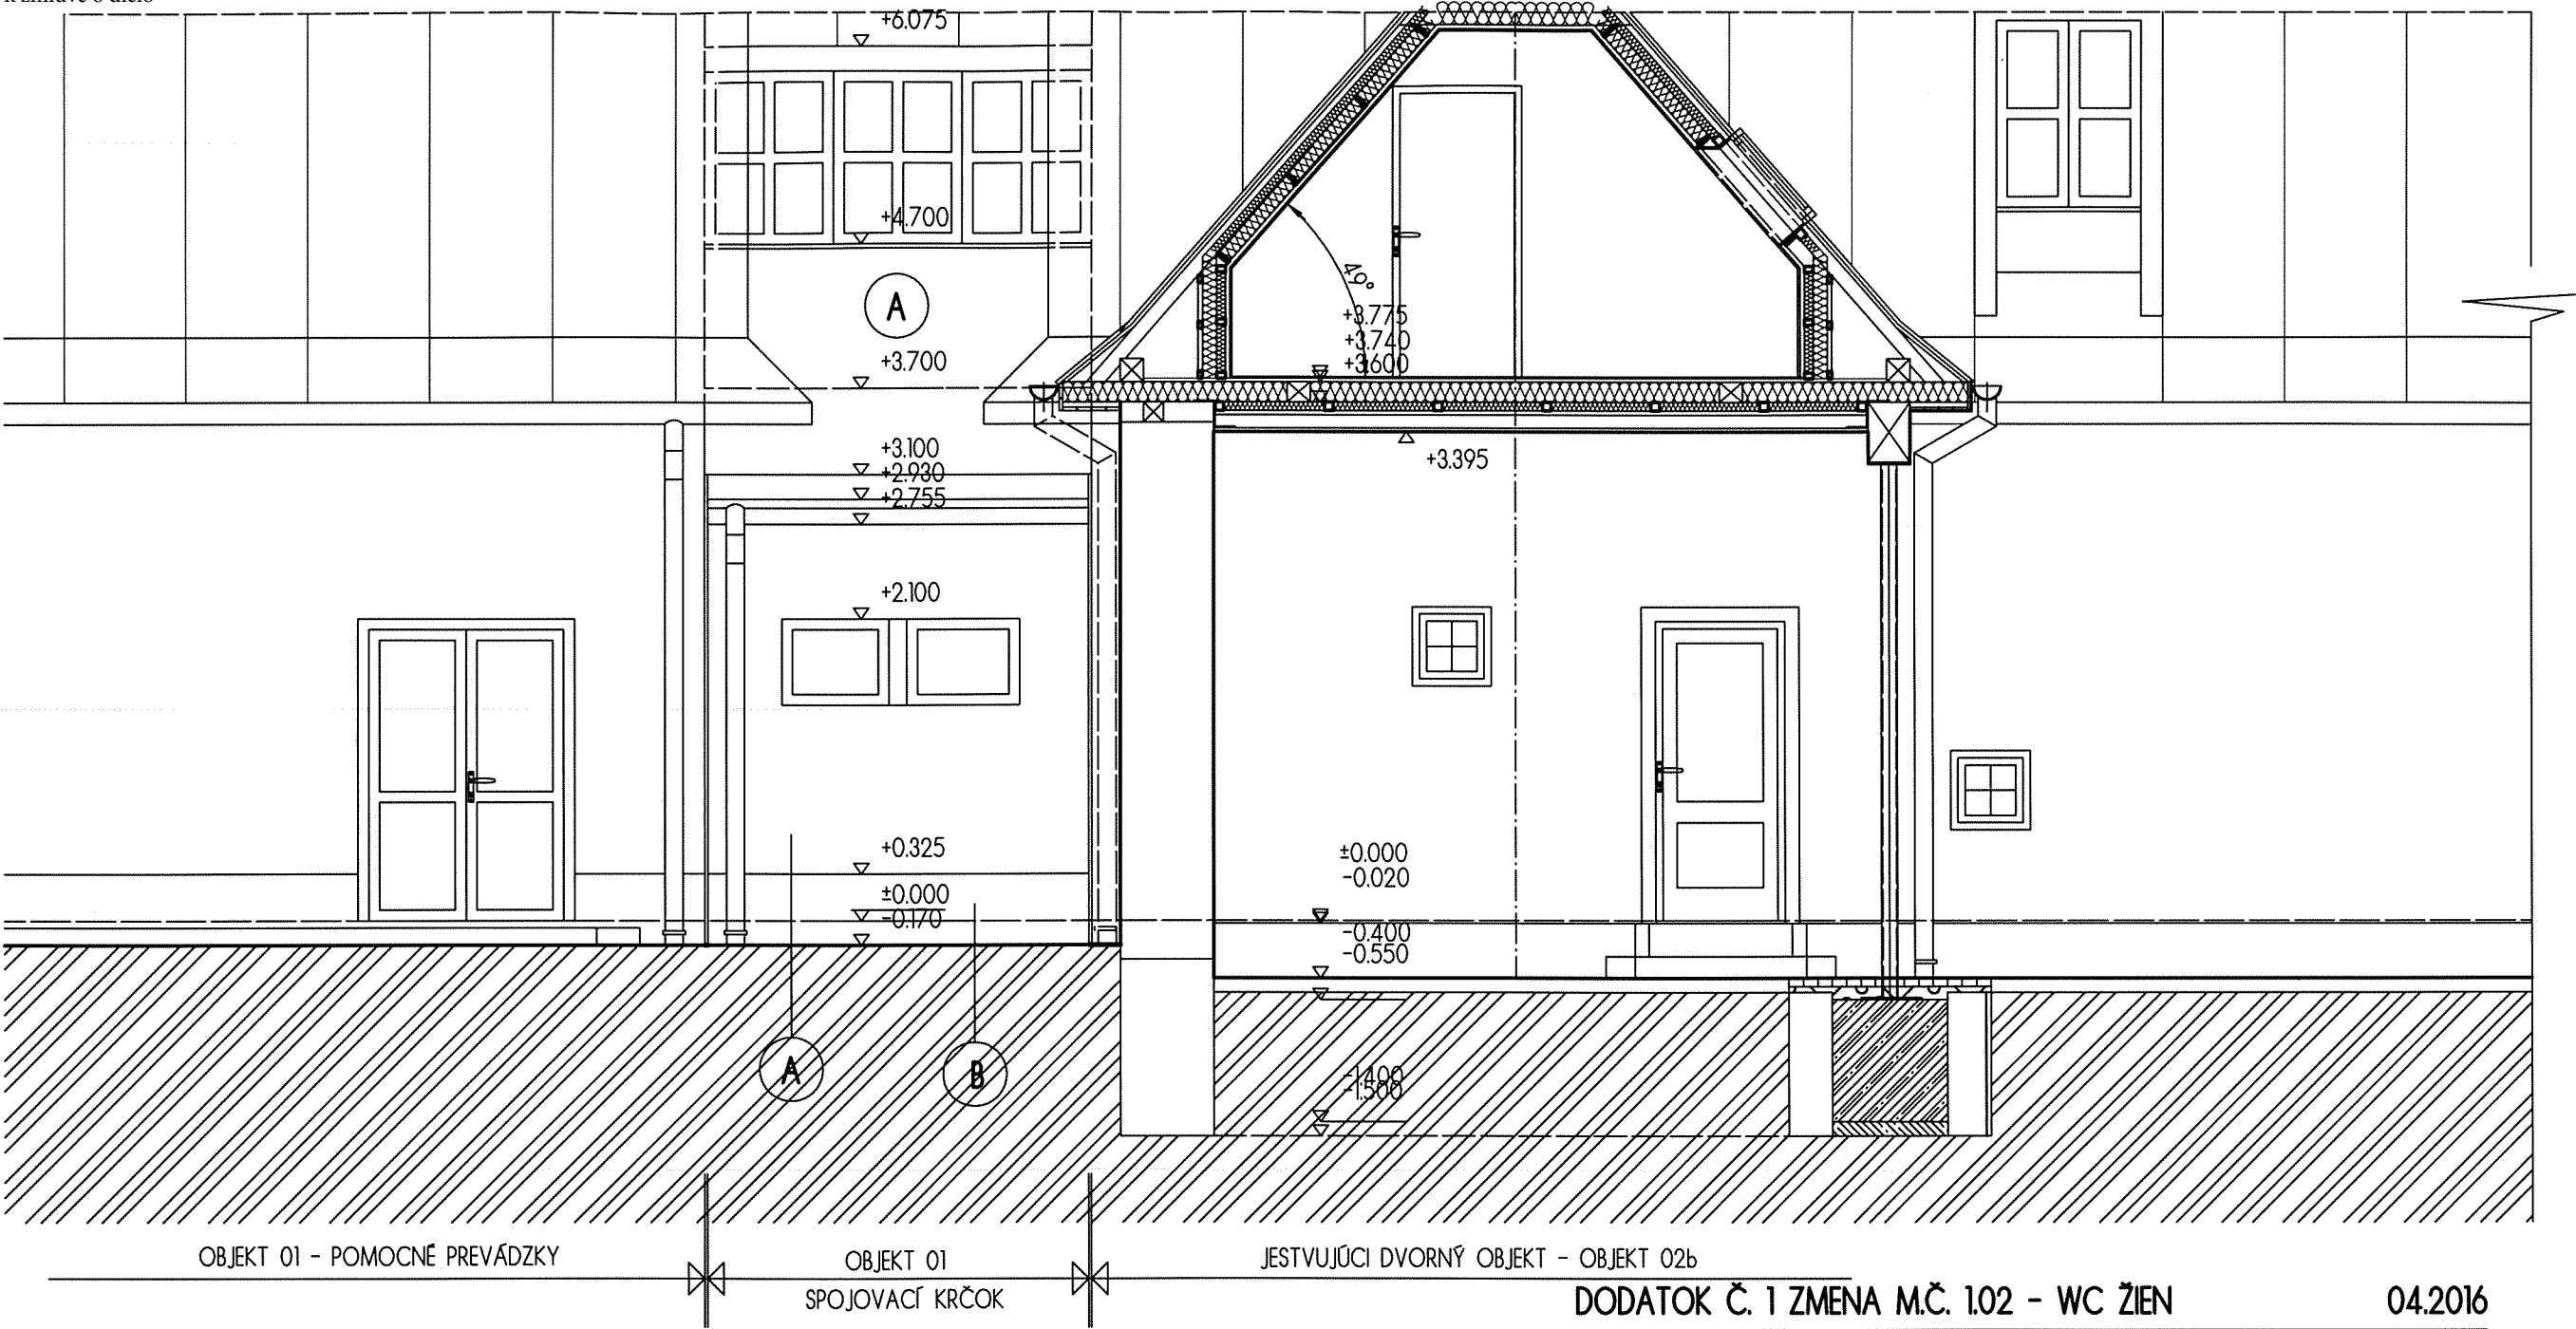 +6.075
+4.700
A
49°
+3.775
+3.740
+3.600
+3.700
+3.100
+2.930
+2.755
+3.395
+2.100
+0.325
±0.000
-0.170
±0.000
-0.020
-0.400
-0.550
A
B
-1.400
-1.500
OBJEKT 01 - POMOCNÉ PREVÁDZKY
OBJEKT 01
SPOJOVACÍ KRČOK
JESTVUJÚCI DVORNÝ OBJEKT - OBJEKT 02b
DODATOK Č. 1 ZMENA M.Č. 1.02 - WC ŽIEN
04.2016